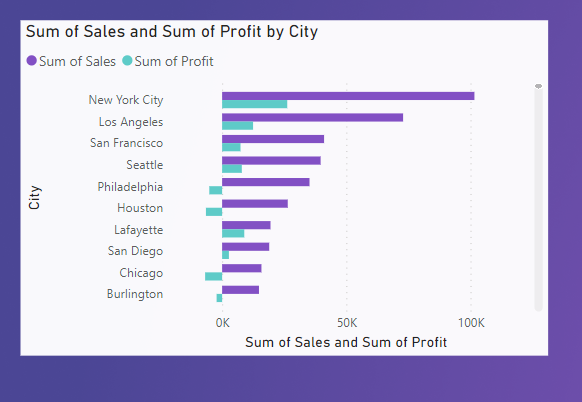 Sum of Sales and Sum of Profit by City
Sum of Sales Sum of Profit
City
New York City
Los Angeles
San Francisco
Seattle
Philadelphia
Houston
Lafayette
San Diego
Chicago
Burlington
0K 50K 100K
Sum of Sales and Sum of Profit